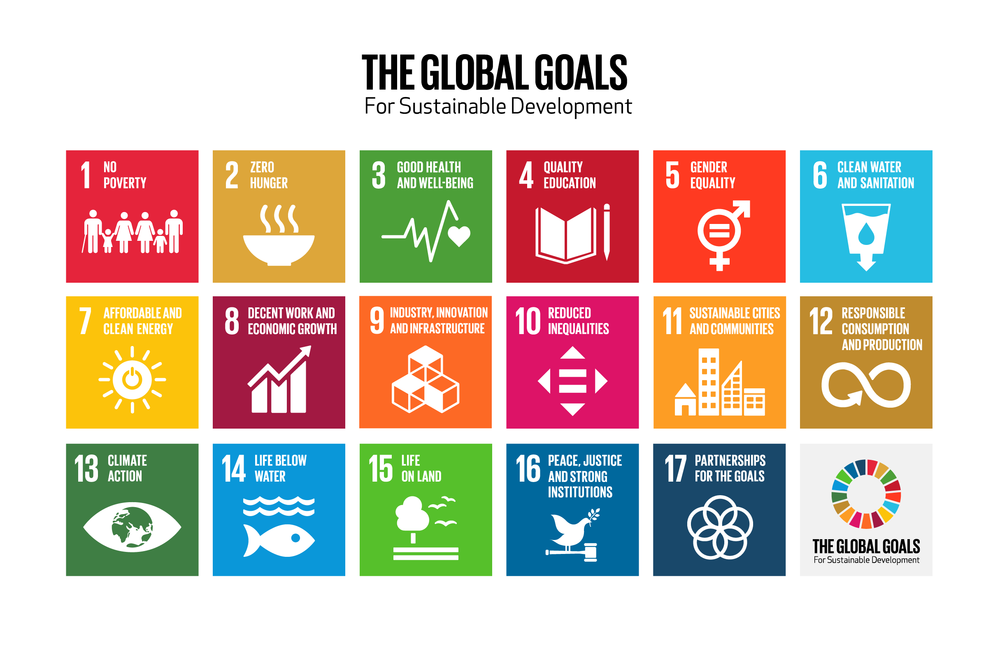 THE GLOBAL GOALS
For Sustainable Development
1 NO
POVERTY
2 ZERO
HUNGER
3 GOOD HEALTH
AND WELL-BEING
4 QUALITY
EDUCATION
5 GENDER
EQUALITY
6 CLEAN WATER
AND SANITATION
7 AFFORDABLE AND
CLEAN ENERGY
8 DECENT WORK AND
ECONOMIC GROWTH
9 INDUSTRY, INNOVATION
AND INFRASTRUCTURE
10 REDUCED
INEQUALITIES
11 SUSTAINABLE CITIES
AND COMMUNITIES
12 RESPONSIBLE
CONSUMPTION
AND PRODUCTION
13 CLIMATE
ACTION
14 LIFE BELOW
WATER
15 LIFE
ON LAND
16 PEACE, JUSTICE
AND STRONG
INSTITUTIONS
17 PARTNERSHIPS
FOR THE GOALS
THE GLOBAL GOALS
For Sustainable Development